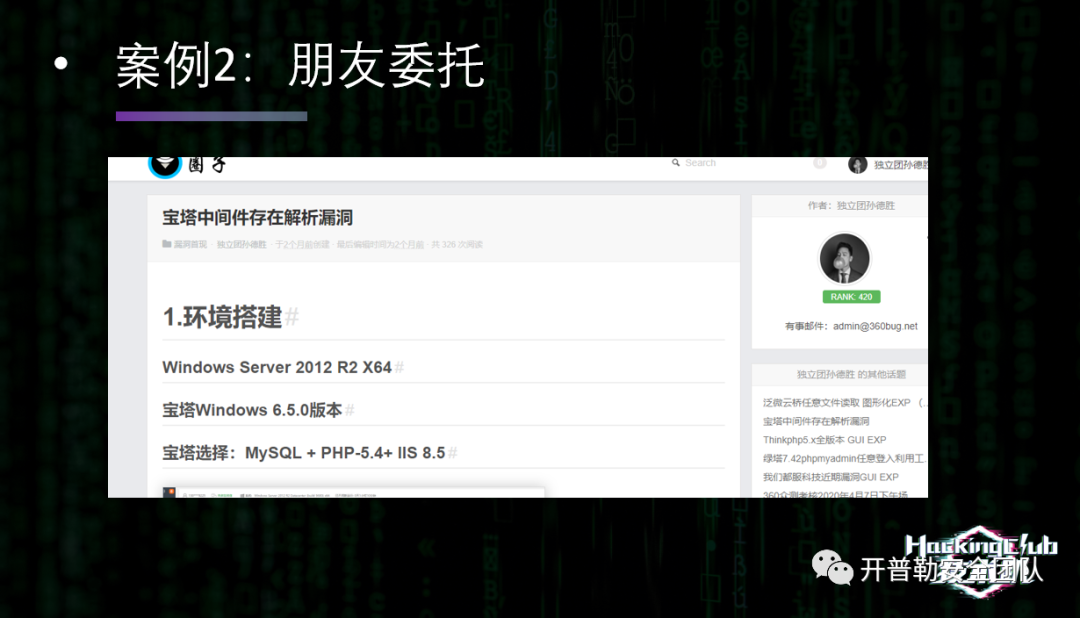 • 案例2：朋友委托
圈子
Search
独立团孙德胜
宝塔中间件存在解析漏洞
漏洞首现 · 独立团孙德胜 · 于2个月前创建 · 最后编辑时间为2个月前 · 共 326 次阅读
1.环境搭建#
Windows Server 2012 R2 X64#
宝塔Windows 6.5.0版本#
宝塔选择：MySQL + PHP-5.4+ IIS 8.5#
作者：独立团孙德胜
RANK: 420
有事邮件：admin@360bug.net
独立团孙德胜 的其他话题
泛微云桥任意文件读取 图形化EXP （...
宝塔中间件存在解析漏洞
Thinkphp5.x全版本 GUI EXP
绿塔7.42phpmyadmin任意登入利用工...
我们都服科技近期漏洞GUI EXP
360众测考核2020年4月7日下午场
HackingClub
开普勒安全团队